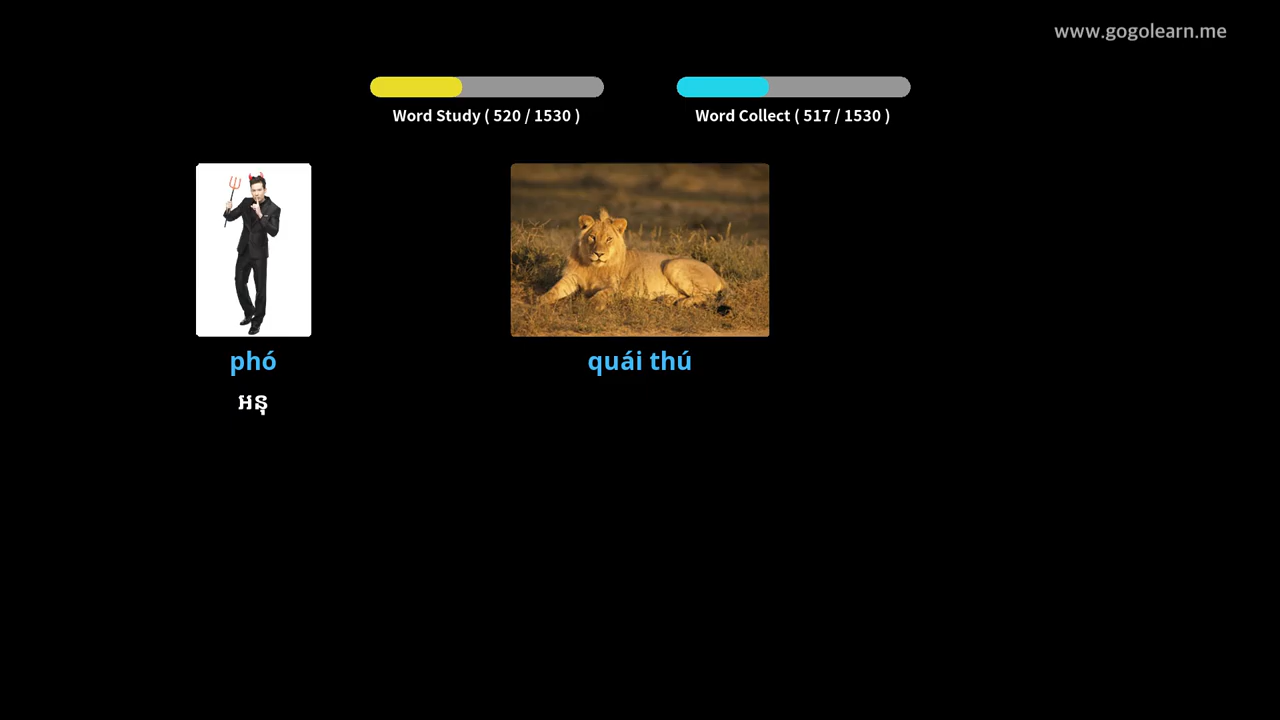 www.gogolearn.me
Word Study ( 520 / 1530 )
Word Collect ( 517 / 1530 )
phó
quái thú
អនុ